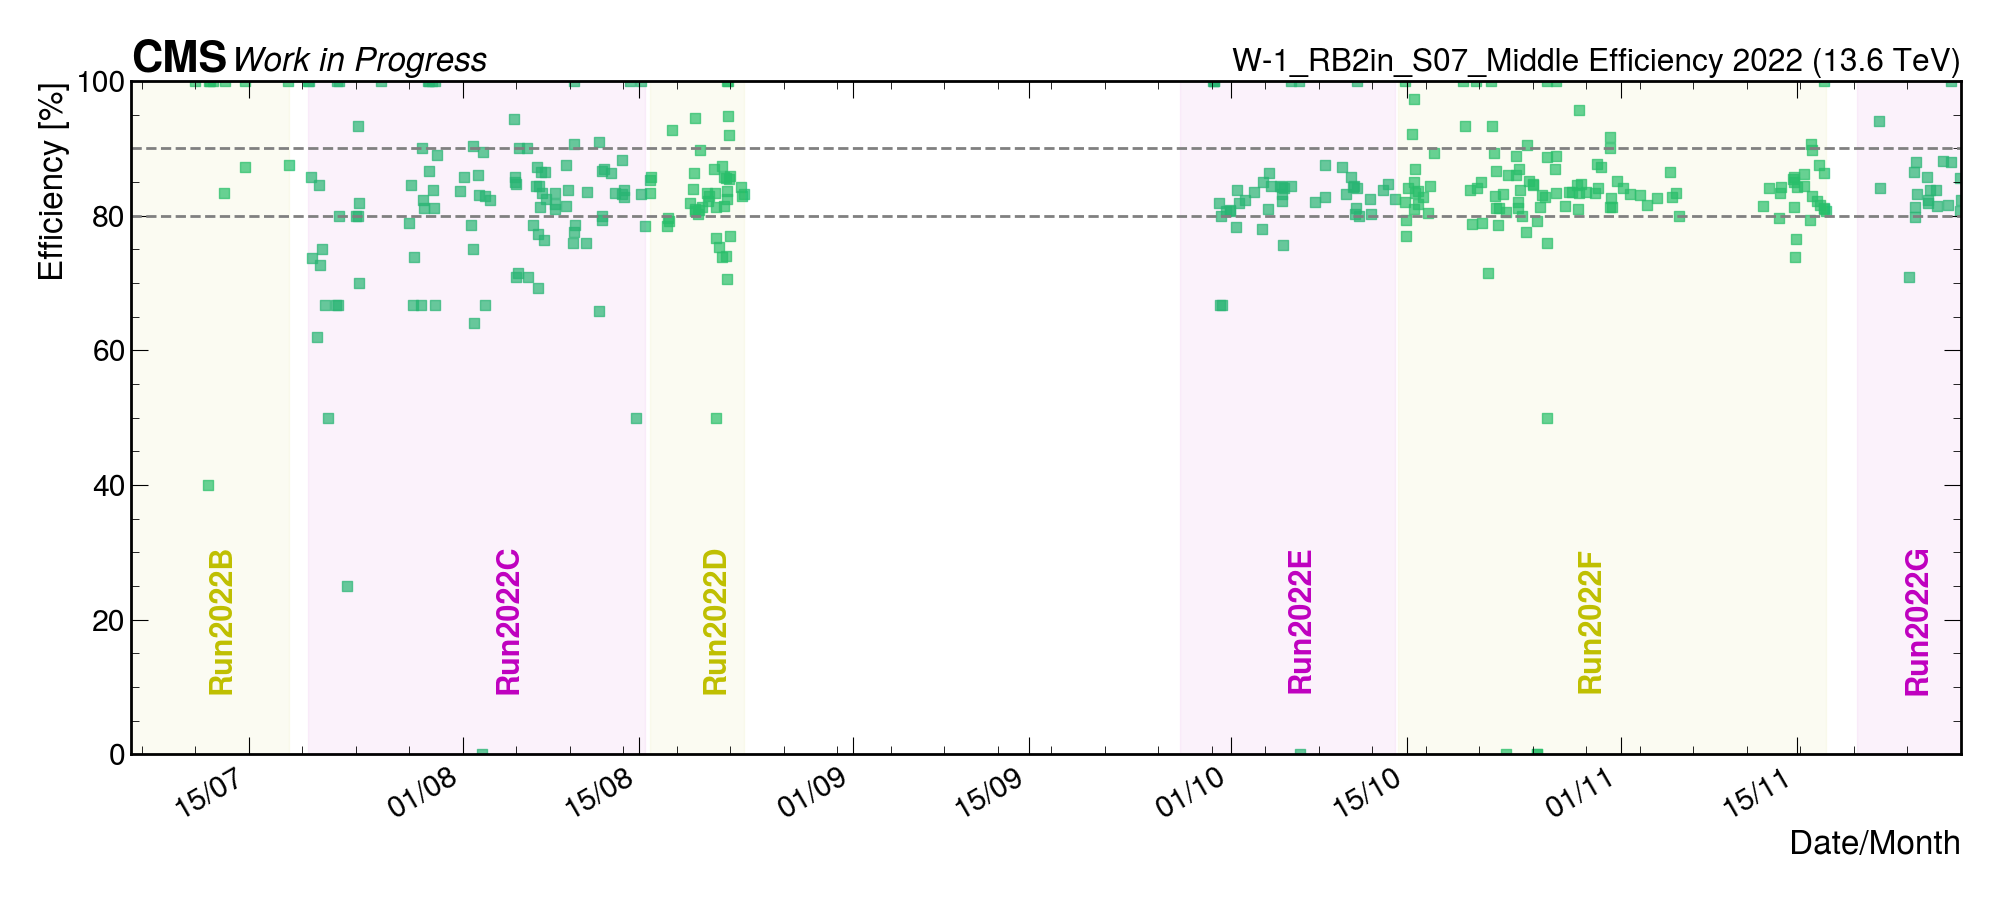 CMS Work in Progress
W-1_RB2in_S07_Middle Efficiency 2022 (13.6 TeV)
Efficiency [%]
100
80
60
40
20
0
Run2022B
Run2022C
Run2022D
Run2022E
Run2022F
Run2022G
15/07
01/08
15/08
01/09
15/09
01/10
15/10
01/11
15/11
Date/Month